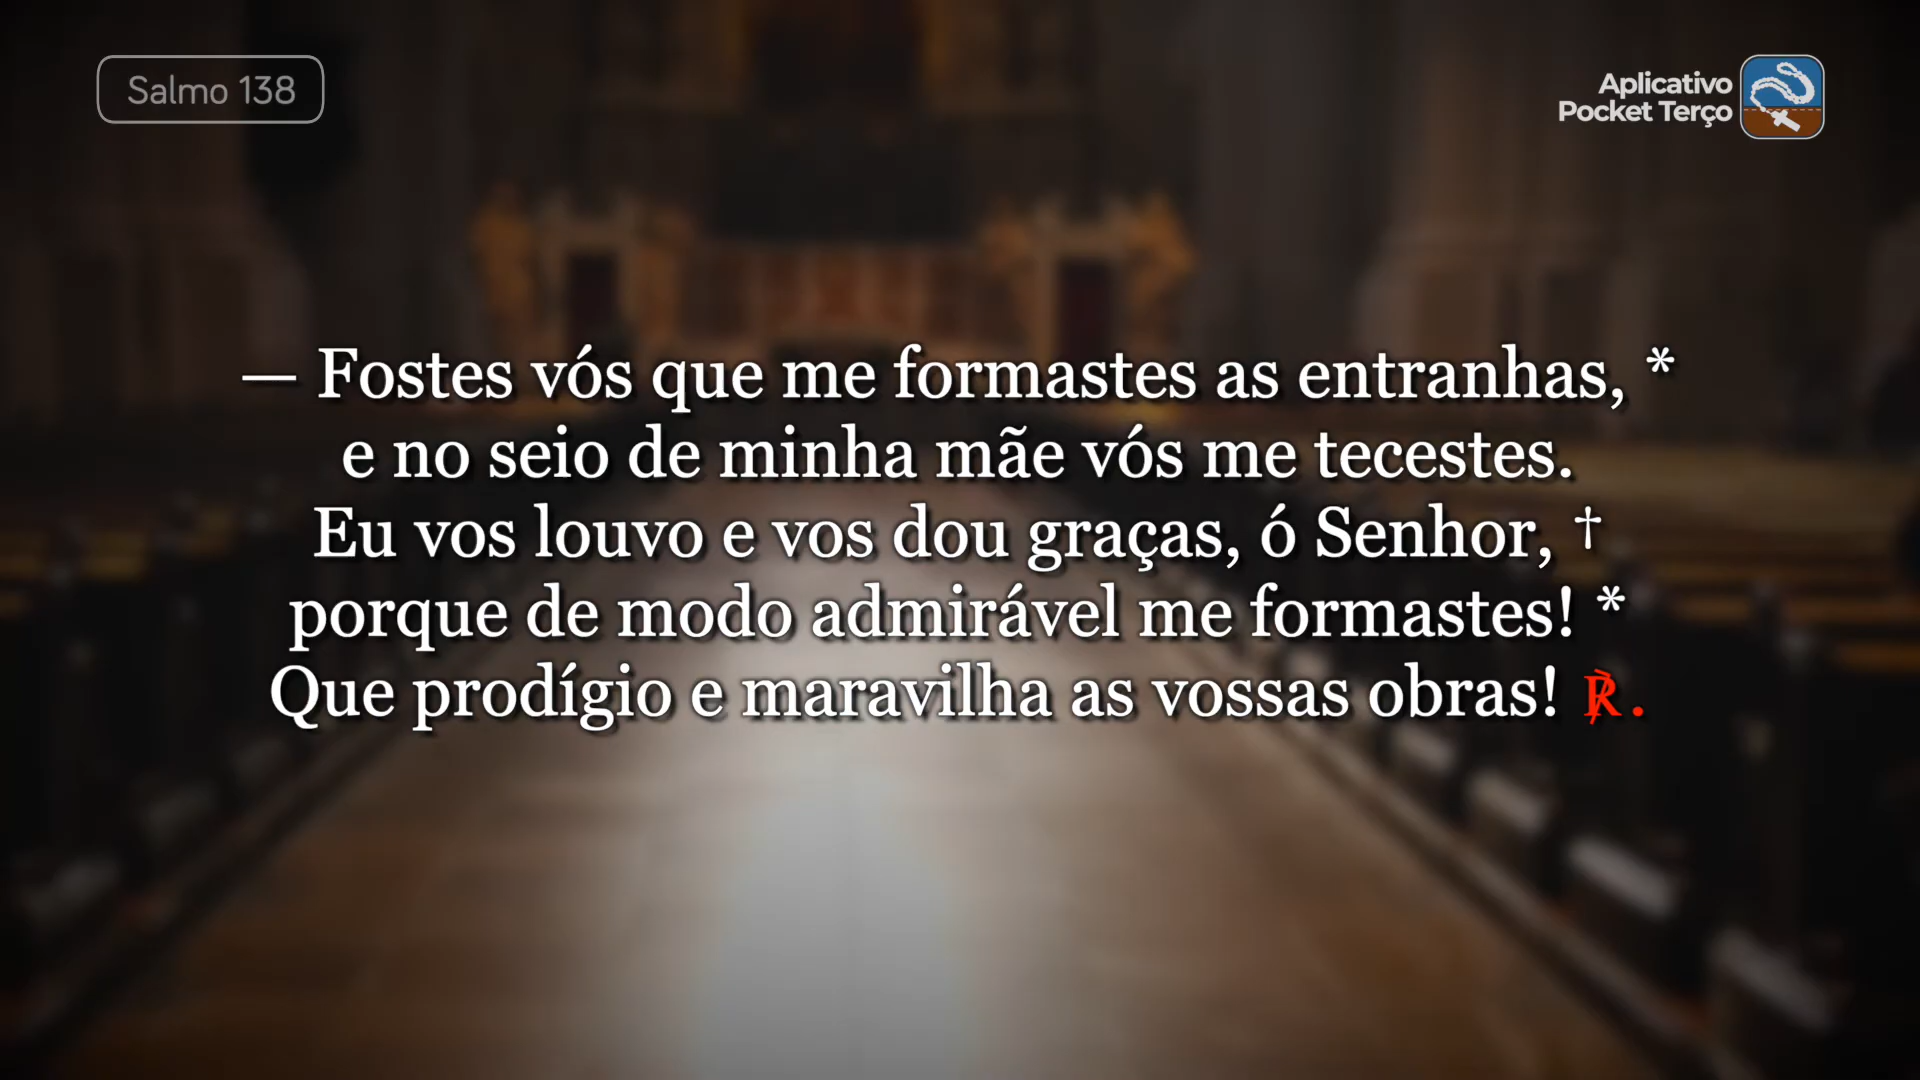 Salmo 138
Aplicativo
Pocket Terço
— Fostes vós que me formastes as entranhas, *
e no seio de minha mãe vós me tecestes.
Eu vos louvo e vos dou graças, ó Senhor, †
porque de modo admirável me formastes! *
Que prodígio e maravilha as vossas obras! ℟.